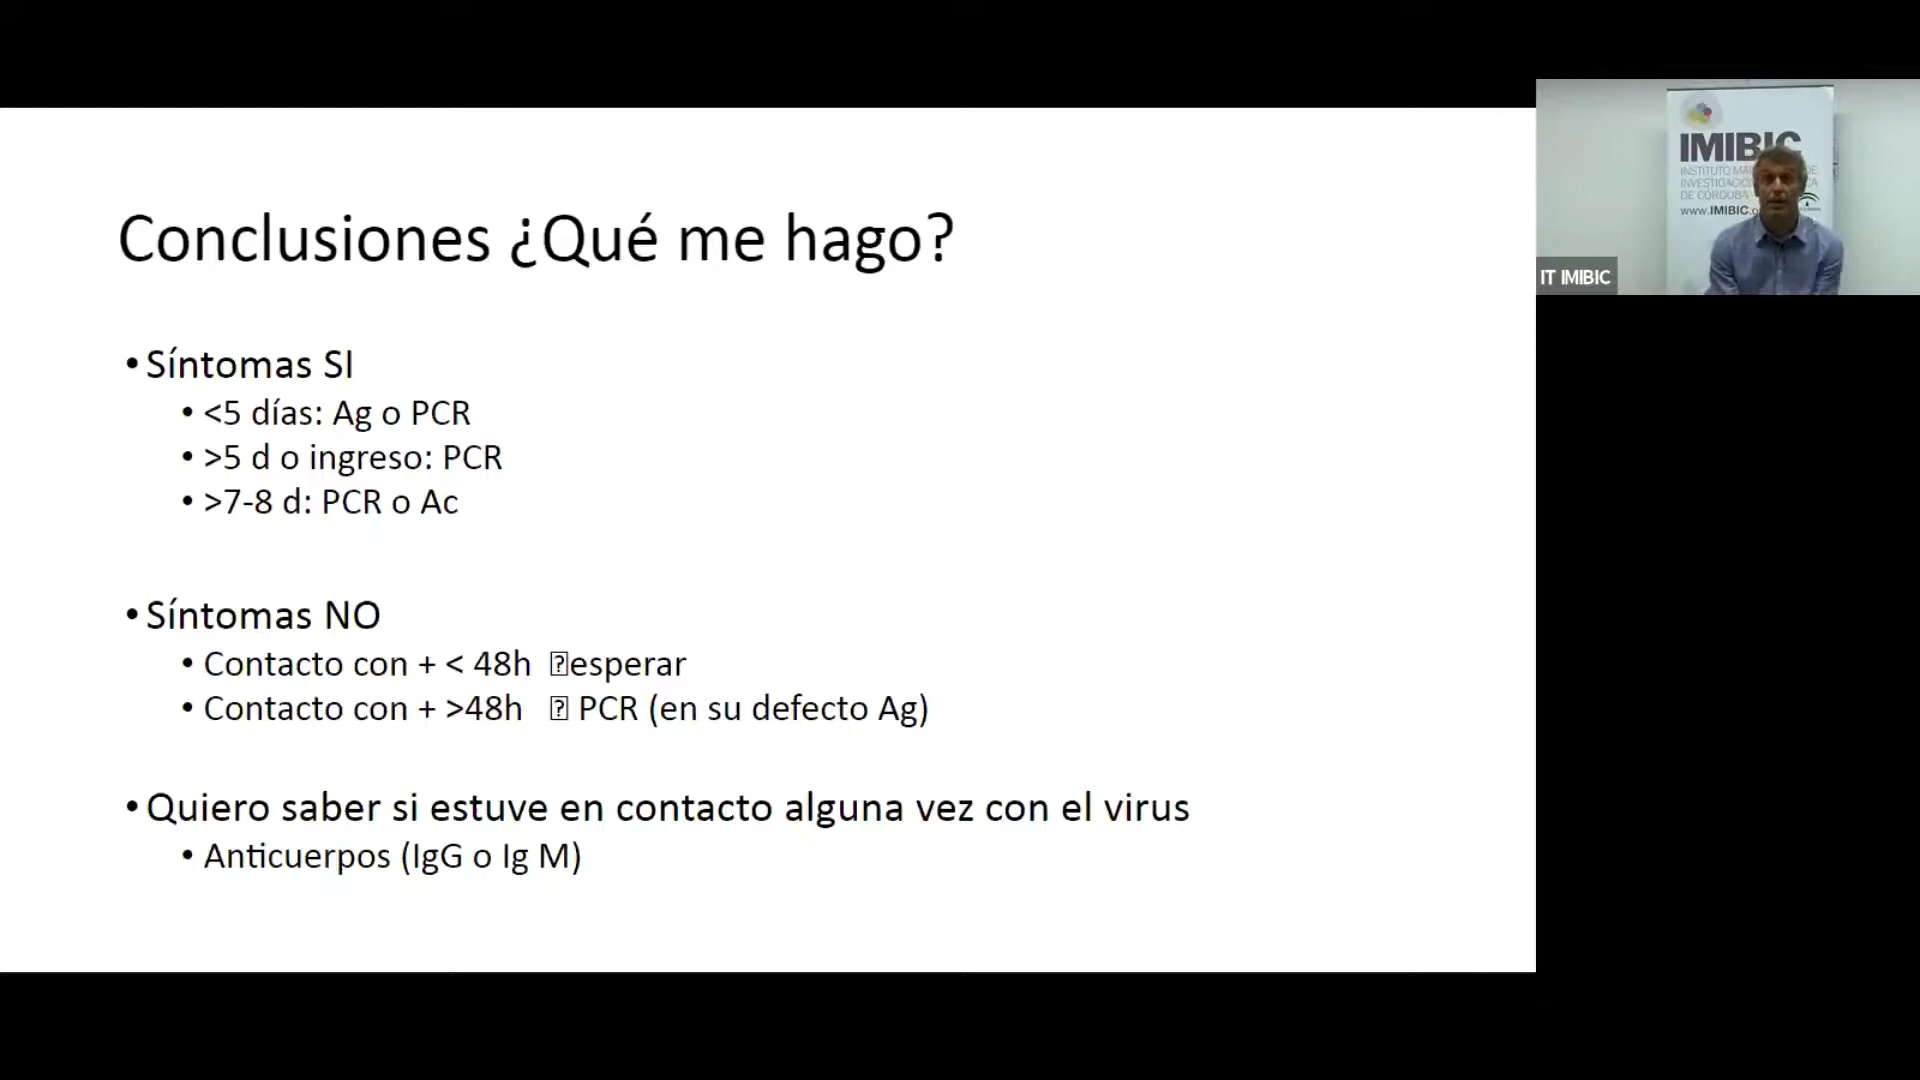 Conclusiones ¿Qué me hago?
• Síntomas SI
• <5 días: Ag o PCR
• >5 d o ingreso: PCR
• >7-8 d: PCR o Ac
• Síntomas NO
• Contacto con + < 48h ⍰esperar
• Contacto con + >48h ⍰ PCR (en su defecto Ag)
• Quiero saber si estuve en contacto alguna vez con el virus
• Anticuerpos (IgG o Ig M)
IMIBIC
INSTITUTO
DE CÓRDOBA
www.IMIBIC
IT IMIBIC